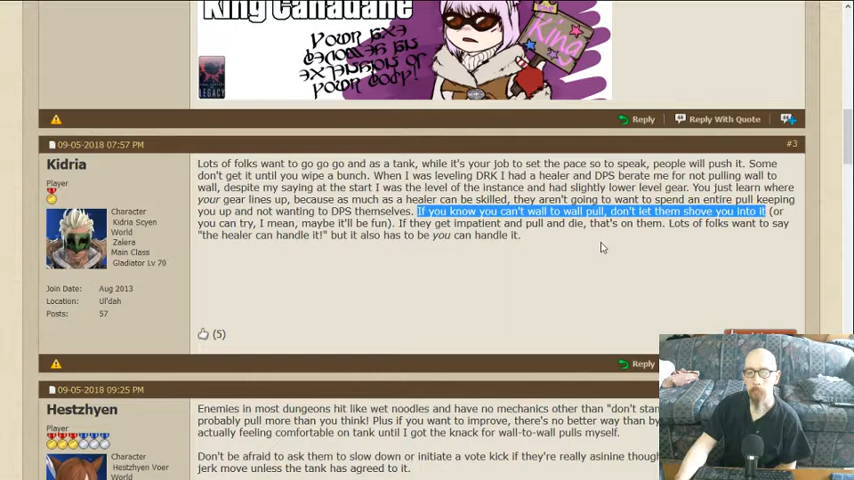 King Canadane
YOUR AXE
BECOMES AN
EXTENSION OF
YOUR BODY!
King
LEGACY
Reply
Reply With Quote
09-05-2018 07:57 PM
#3
Kidria
Player
Character
Kidria Scyen
World
Zalera
Main Class
Gladiator Lv 70
Join Date: Aug 2013
Location: Ul'dah
Posts: 57
Lots of folks want to go go go and as a tank, while it's your job to set the pace so to speak, people will push it. Some
don't get it until you wipe a bunch. When I was leveling DRK I had a healer and DPS berate me for not pulling wall to
wall, despite my saying at the start I was the level of the instance and had slightly lower level gear. You just learn where
your gear lines up, because as much as a healer can be skilled, they aren't going to want to spend an entire pull keeping
you up and not wanting to DPS themselves. If you know you can't wall to wall pull, don't let them shove you into it (or
you can try, I mean, maybe it'll be fun). If they get impatient and pull and die, that's on them. Lots of folks want to say
"the healer can handle it!" but it also has to be you can handle it.
(5)
Reply
09-05-2018 09:25 PM
Hestzhyen
Player
Character
Hestzhyen Voer
World
Enemies in most dungeons hit like wet noodles and have no mechanics other than "don't stan
probably pull more than you think! Plus if you want to improve, there's no better way than by
actually feeling comfortable on tank until I got the knack for wall-to-wall pulls myself.
Don't be afraid to ask them to slow down or initiate a vote kick if they're really asinine though
jerk move unless the tank has agreed to it.